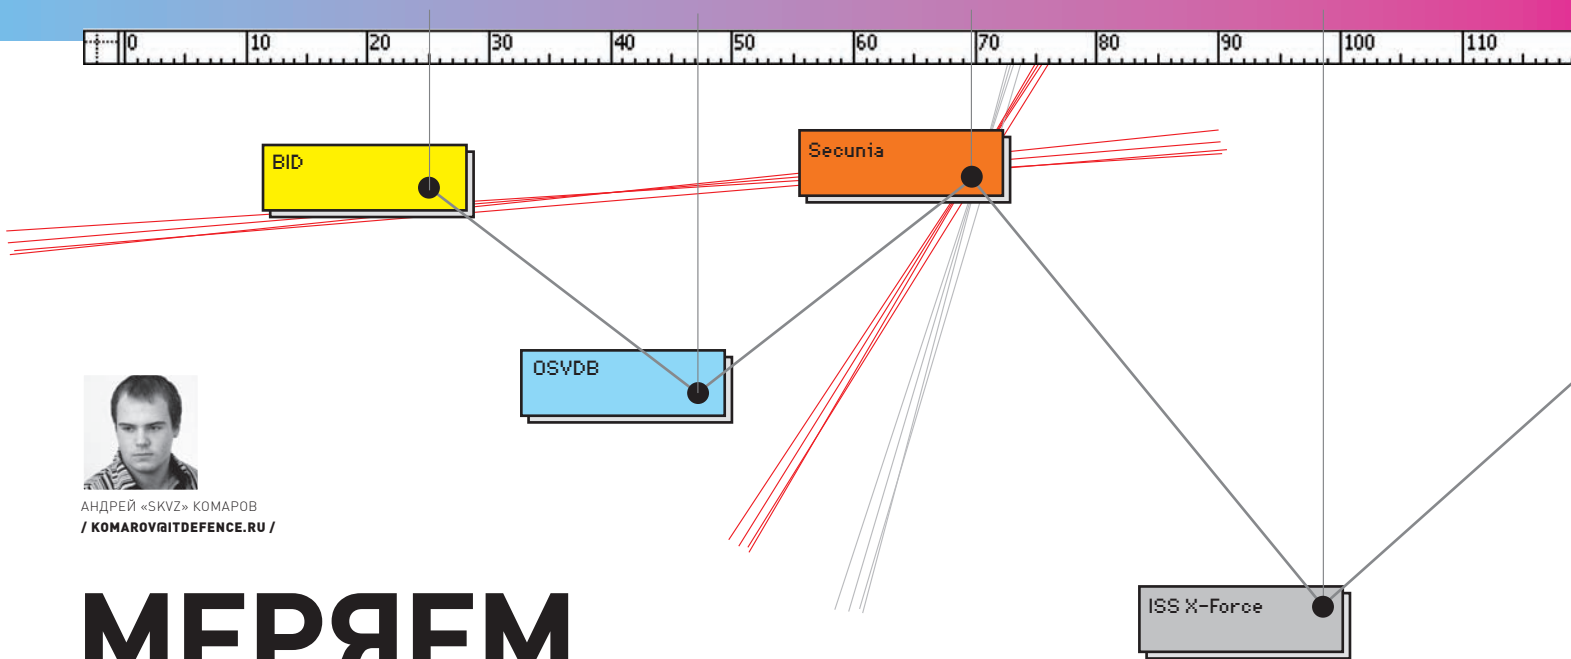 0 10 20 30 40 50 60 70 80 90 100 110
BID
Secunia
OSVDB
АНДРЕЙ «SKVZ» КОМАРОВ
/ KOMAROV@ITDEFENCE.RU /
ISS X-Force
МЕРЯЕМ